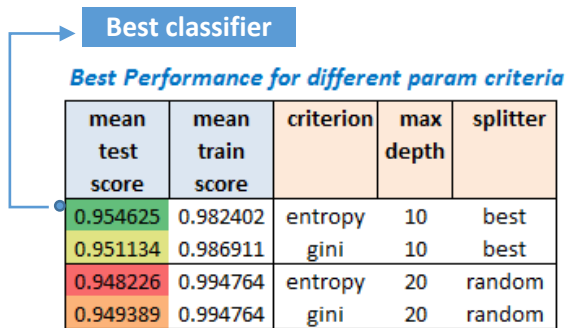 Best classifier
Best Performance for different param criteria
mean test score mean train score criterion max depth splitter
0.954625 0.982402 entropy 10 best
0.951134 0.986911 gini 10 best
0.948226 0.994764 entropy 20 random
0.949389 0.994764 gini 20 random